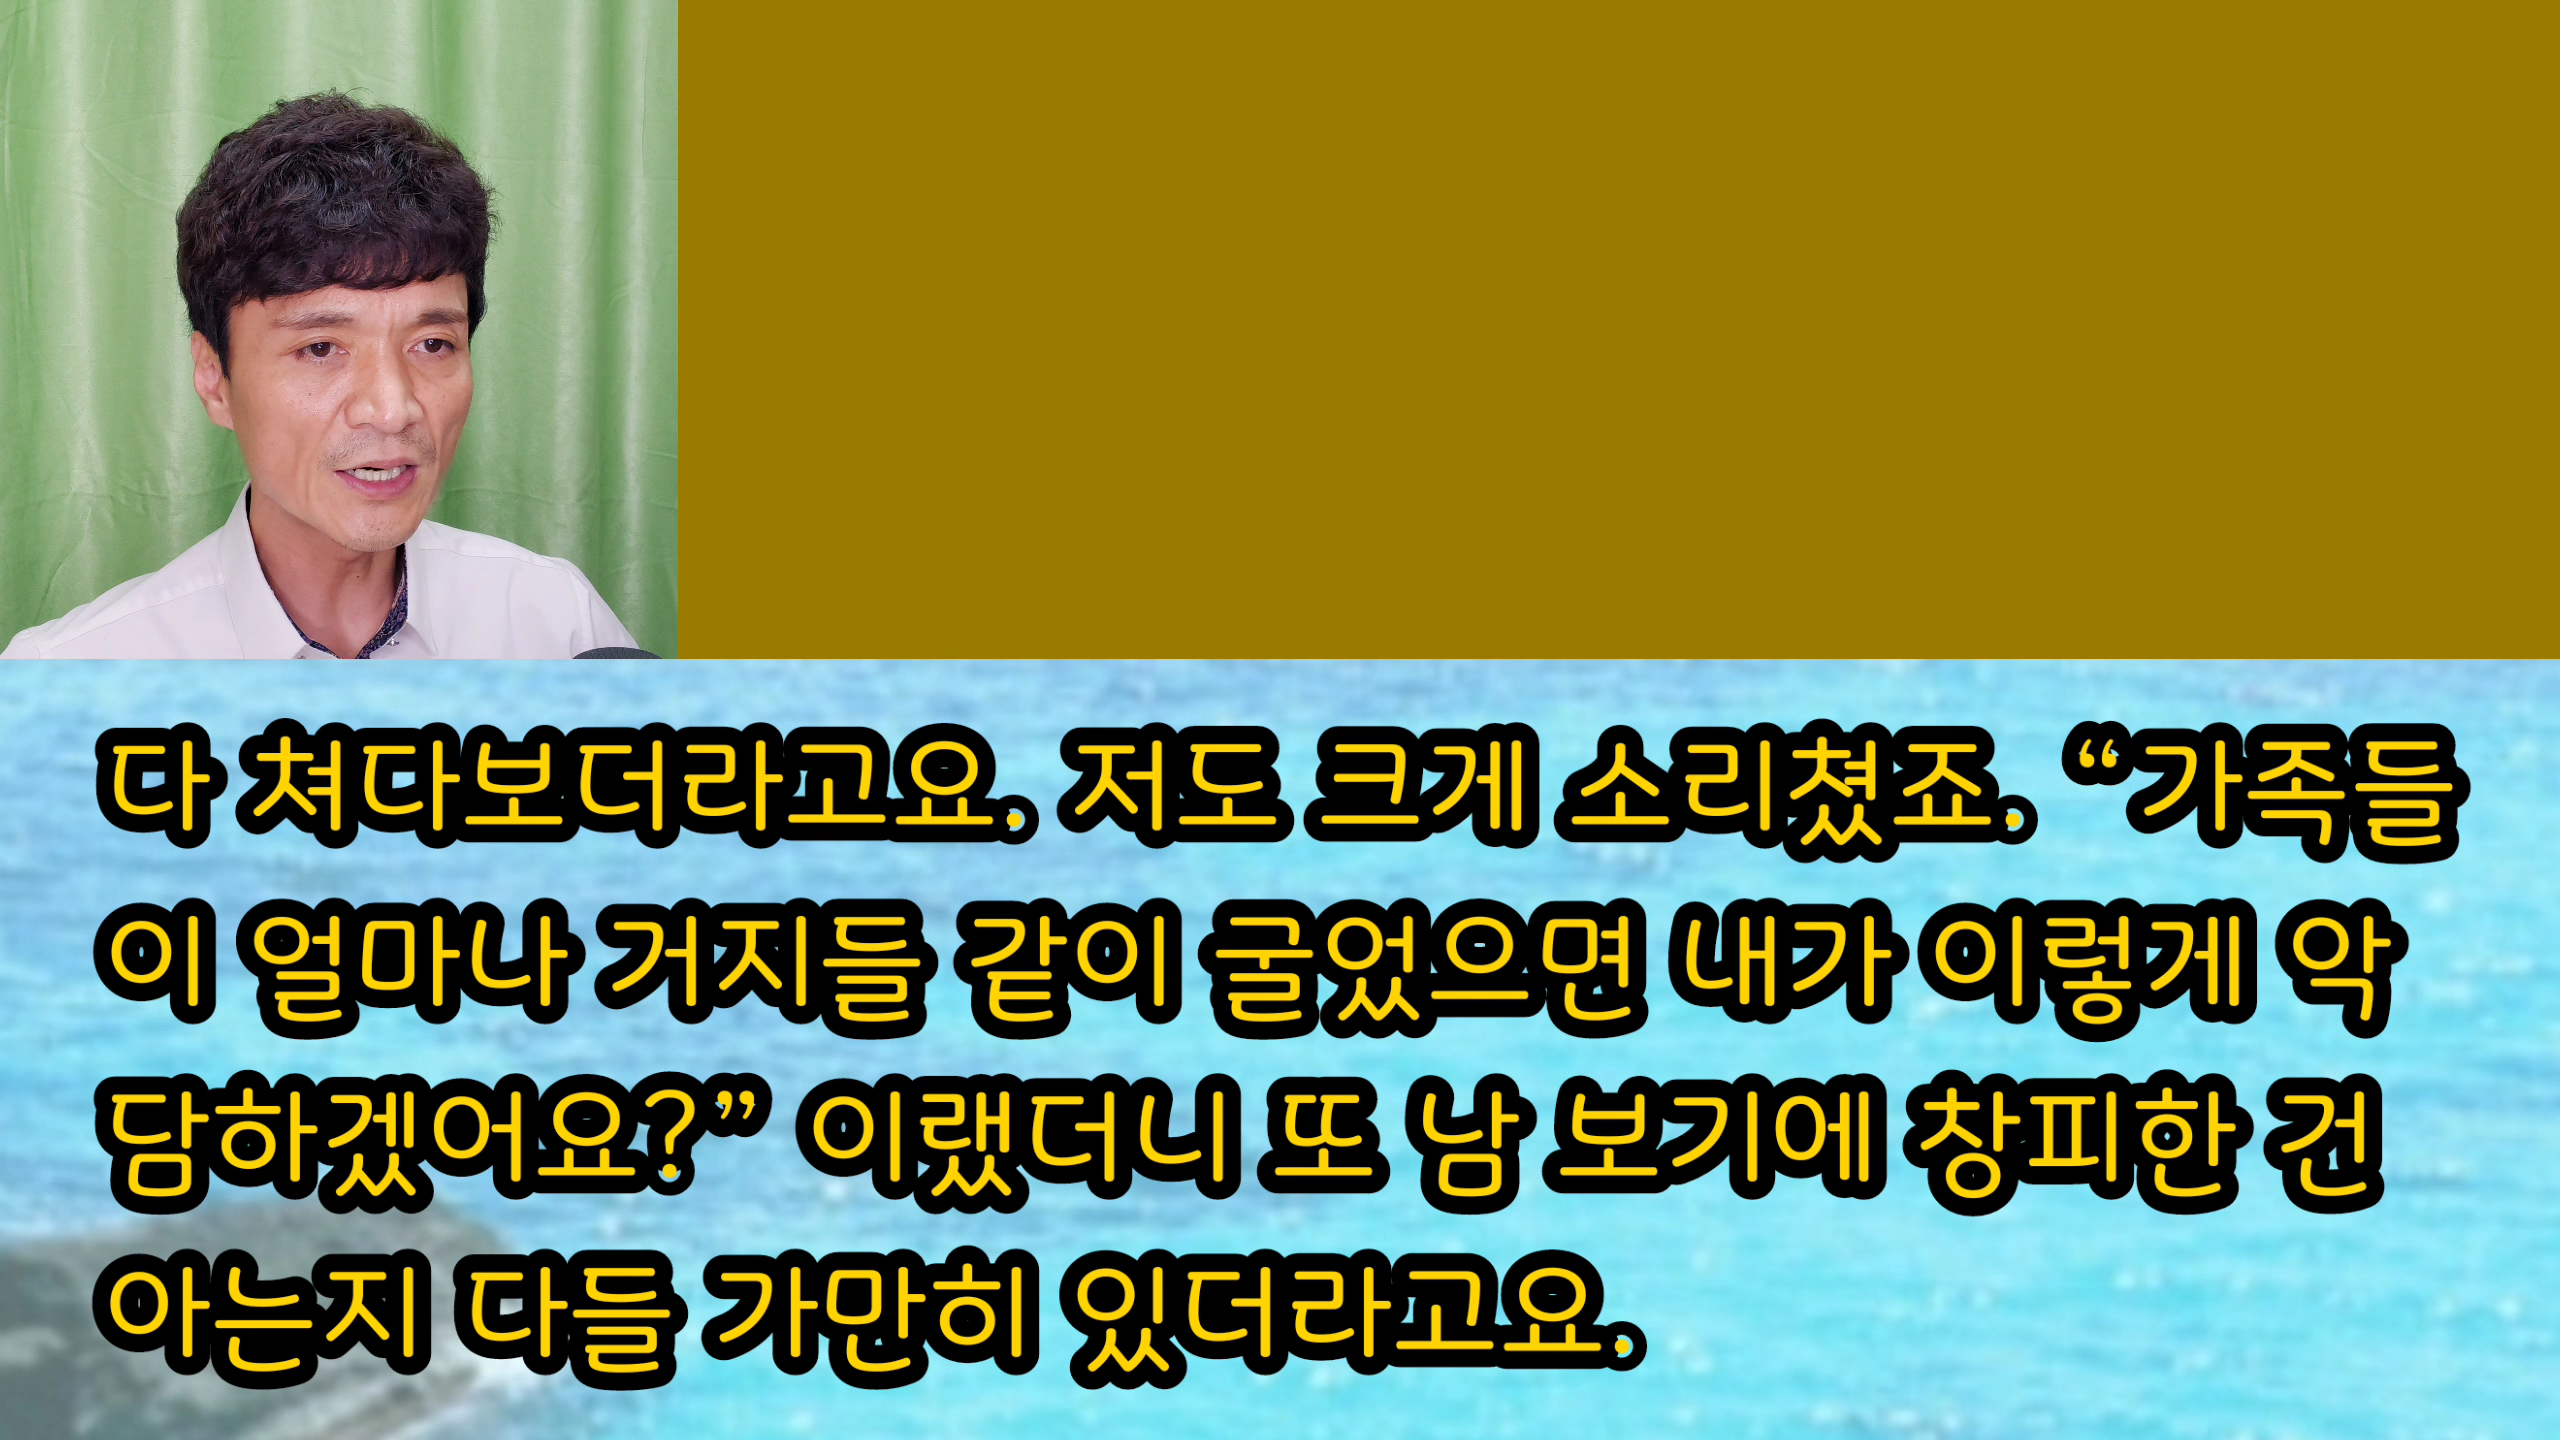 다 쳐다보더라고요. 저도 크게 소리쳤죠. “가족들
이 얼마나 거지들 같이 굴었으면 내가 이렇게 악
담하겠어요?” 이랬더니 또 남 보기에 창피한 건
아는지 다들 가만히 있더라고요.